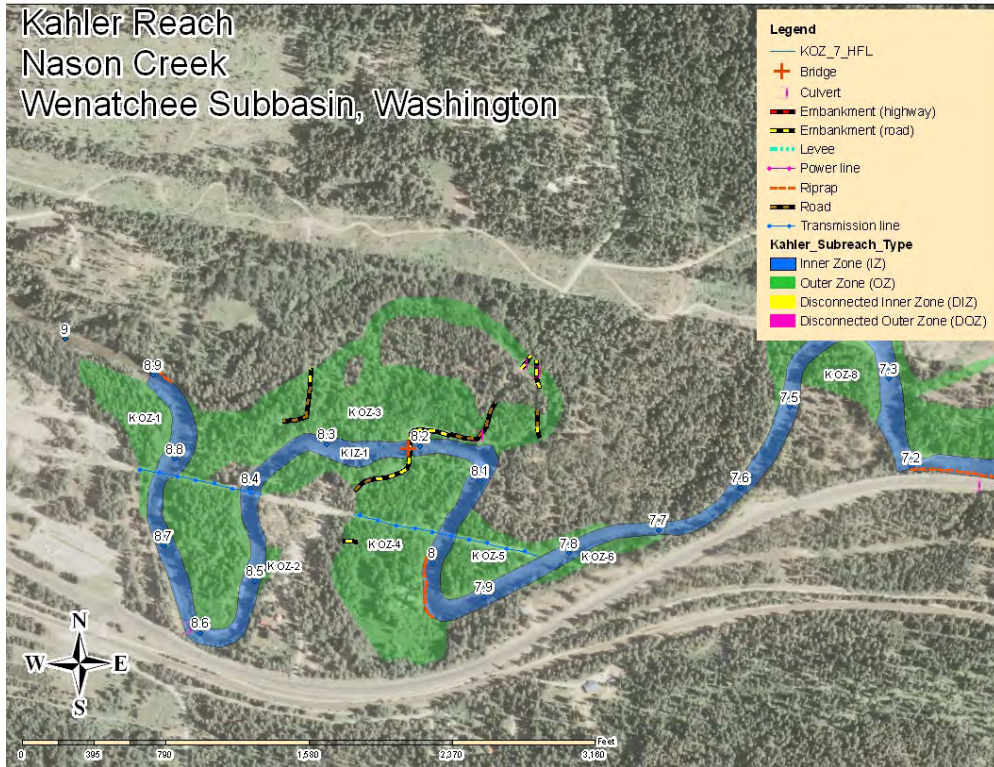 Kahler Reach
Nason Creek
Wenatchee Subbasin, Washington
Legend
KOZ_7_HFL
Bridge
Culvert
Embankment (highway)
Embankment (road)
Levee
Power line
Riprap
Road
Transmission line
Kahler_Subreach_Type
Inner Zone (IZ)
Outer Zone (OZ)
Disconnected Inner Zone (DIZ)
Disconnected Outer Zone (DOZ)
9
8.9
KOZ-1
8.8
8.7
8.6
8.5
KOZ-2
8.4
8.3
KOZ-3
KIZ-1
8.2
8.1
KOZ-4
8
KOZ-5
7.9
7.8
KOZ-6
7.7
7.6
7.5
KOZ-8
7.3
7.2
N
W E
S
Feet
0 395 790 1,580 2,370 3,160